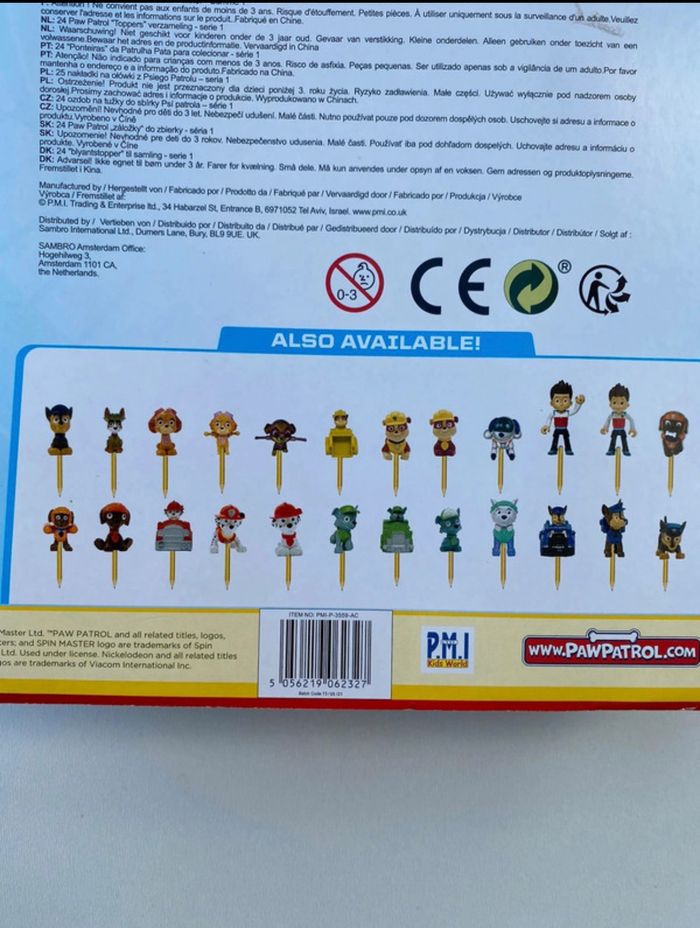 Attention ! Ne convient pas aux enfants de moins de 3 ans. Risque d'étouffement. Petites pièces. À utiliser uniquement sous la surveillance d'un adulte.Veuillez
conserver l'adresse et les informations sur le produit. Fabriqué en Chine.
NL: 24 Paw Patrol "Toppers" verzameling - serie 1
NL: Waarschuwing! Niet geschikt voor kinderen onder de 3 jaar oud. Gevaar van verstikking. Kleine onderdelen. Alleen gebruiken onder toezicht van een
volwassene.Bewaar het adres en de productinformatie. Vervaardigd in China
PT: 24 "Ponteiras" da Patrulha Pata para colecionar - série 1
PT: Atenção! Não indicado para crianças com menos de 3 anos. Risco de asfixia. Peças pequenas. Ser utilizado apenas sob a vigilância de um adulto.Por favor
mantenha o endereço e a informação do produto.Fabricado na China.
PL: 25 nakładki na ołówki z Psiego Patrolu – seria 1
PL: Ostrzeżenie! Produkt nie jest przeznaczony dla dzieci poniżej 3. roku życia. Ryzyko zadławienia. Małe części. Używać wyłącznie pod nadzorem osoby
dorosłej.Prosimy zachować adres i informacje o produkcie. Wyprodukowano w Chinach.
CZ: 24 ozdob na tužku do sbírky Psí patrola – série 1
CZ: Upozornění! Nevhodné pro děti do 3 let. Nebezpečí udušení. Malé části. Nutno používat pouze pod dozorem dospělých osob. Uschovejte si adresu a informace o
produktu.Vyrobeno v Číně
SK: 24 Paw Patrol „záložky" do zbierky - séria 1
SK: Upozornenie! Nevhodné pre deti do 3 rokov. Nebezpečenstvo udusenia. Malé časti. Používať iba pod dohľadom dospelých. Uchovajte adresu a informáciu o
produkte. Vyrobené v Číne
DK: 24 "blyantstopper" til samling - serie 1
DK: Advarsel! Ikke egnet til børn under 3 år. Farer for kvælning. Små dele. Må kun anvendes under opsyn af en voksen. Gem adressen og produktoplysningerne.
Fremstillet i Kina.
Manufactured by / Hergestellt von / Fabricado por / Prodotto da / Fabriqué par / Vervaardigd door / Fabricado por / Produkcja / Výrobce
Výrobca / Fremstillet af:
© P.M.I. Trading & Enterprise ltd., 34 Habarzel St, Entrance B, 6971052 Tel Aviv, Israel. www.pmi.co.uk
Distributed by / Vertieben von / Distribuido por / Distribuito da / Distribué par / Gedistribueerd door / Distribuído por / Dystrybucja / Distributor / Distribútor / Solgt af :
Sambro International Ltd., Dumers Lane, Bury, BL9 9UE. UK.
SAMBRO Amsterdam Office:
Hogehilweg 3,
Amsterdam 1101 CA,
the Netherlands.
0-3
CE
®
ALSO AVAILABLE!
Master Ltd. ™PAW PATROL and all related titles, logos,
ters; and SPIN MASTER logo are trademarks of Spin
Ltd. Used under license. Nickelodeon and all related titles
gos are trademarks of Viacom International Inc.
ITEM NO: PMI-P-3559-AC
5 056219 062327
P.M.I
Kids World
WWW.PAWPATROL.COM